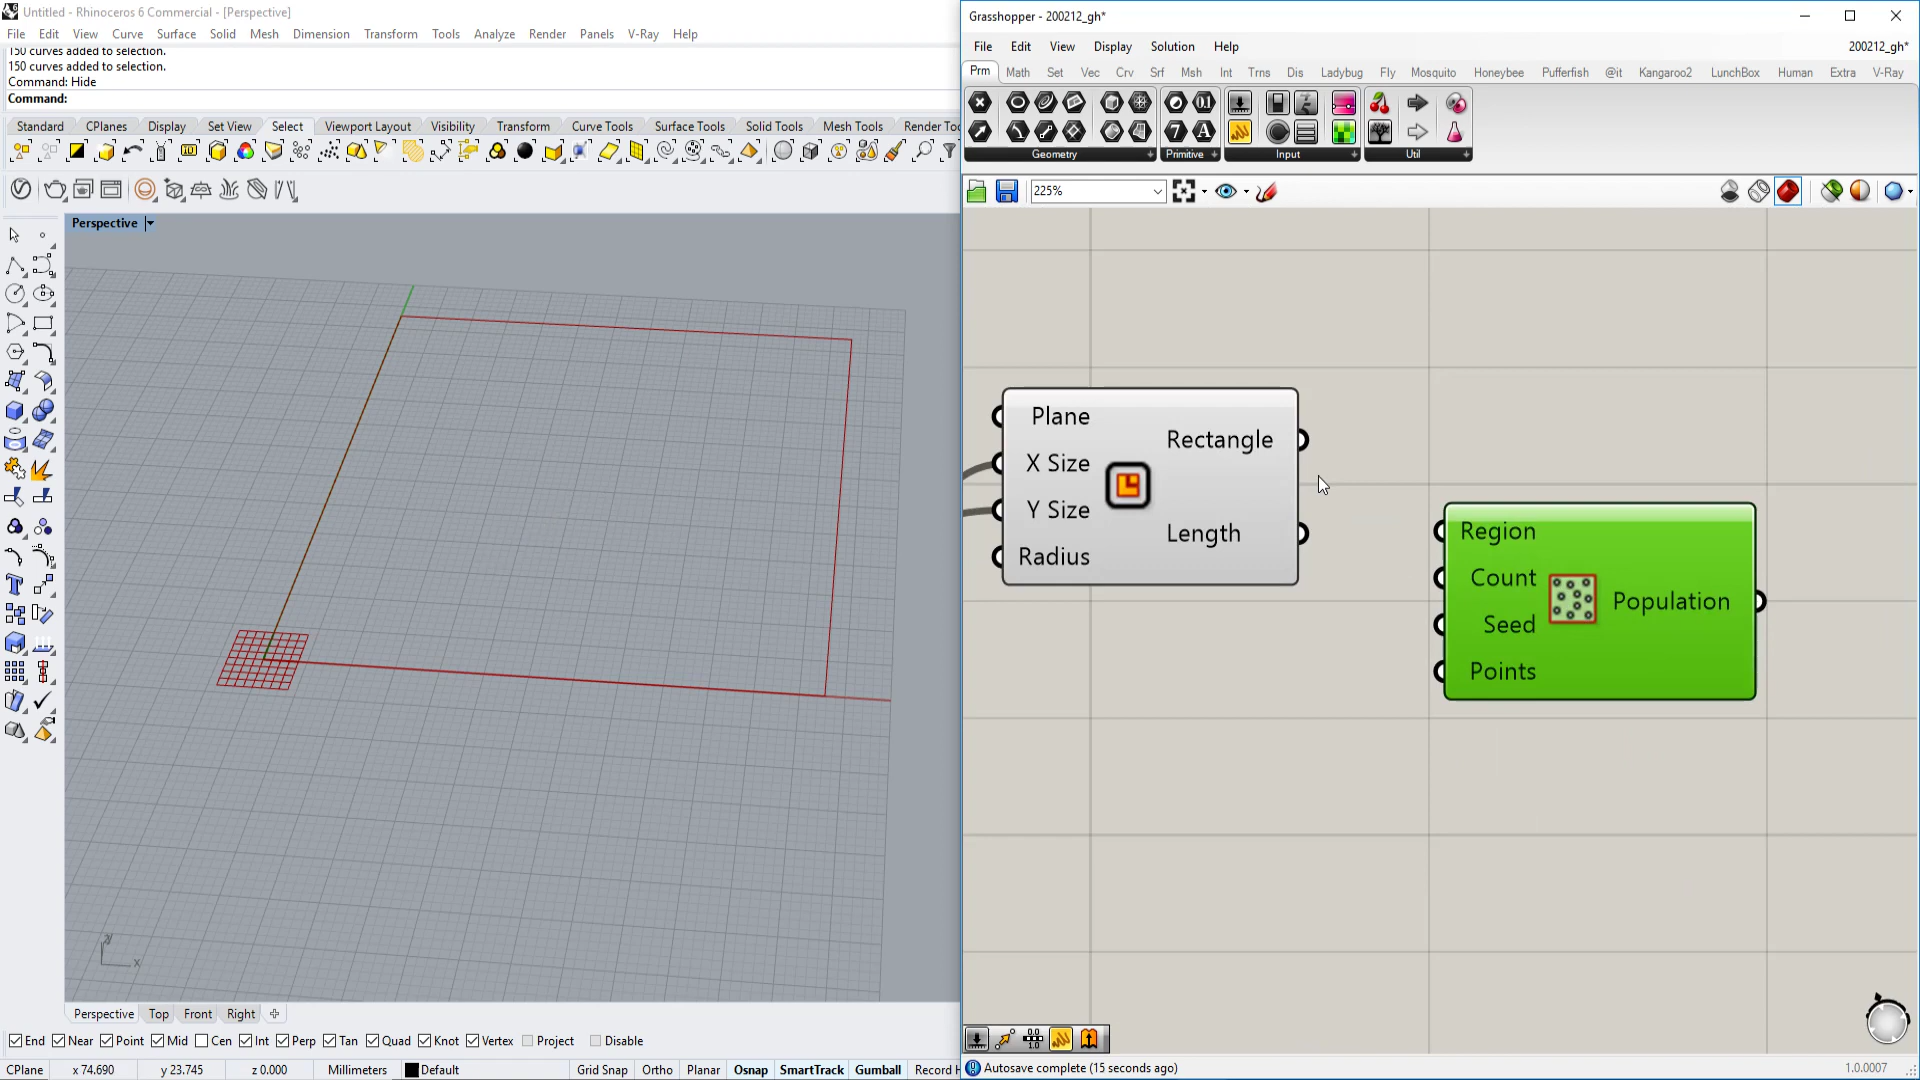 Untitled - Rhinoceros 6 Commercial - [Perspective]
File Edit View Curve Surface Solid Mesh Dimension Transform Tools Analyze Render Panels V-Ray Help
150 curves added to selection.
150 curves added to selection.
Command: Hide
Command:
Standard CPlanes Display Set View Select Viewport Layout Visibility Transform Curve Tools Surface Tools Solid Tools Mesh Tools Render Too
Perspective
y
x
Perspective Top Front Right
End Near Point Mid Cen Int Perp Tan Quad Knot Vertex Project Disable
CPlane x 74.690 y 23.745 z 0.000 Millimeters Default Grid Snap Ortho Planar Osnap SmartTrack Gumball Record H
Grasshopper - 200212_gh*
File Edit View Display Solution Help 200212_gh*
Prm Math Set Vec Crv Srf Msh Int Trns Dis Ladybug Fly Mosquito Honeybee Pufferfish @it Kangaroo2 LunchBox Human Extra V-Ray
Geometry Primitive Input Util
225%
Plane
X Size
Y Size
Radius
Rectangle
Length
Region
Count
Seed
Points
Population
Autosave complete (15 seconds ago) 1.0.0007